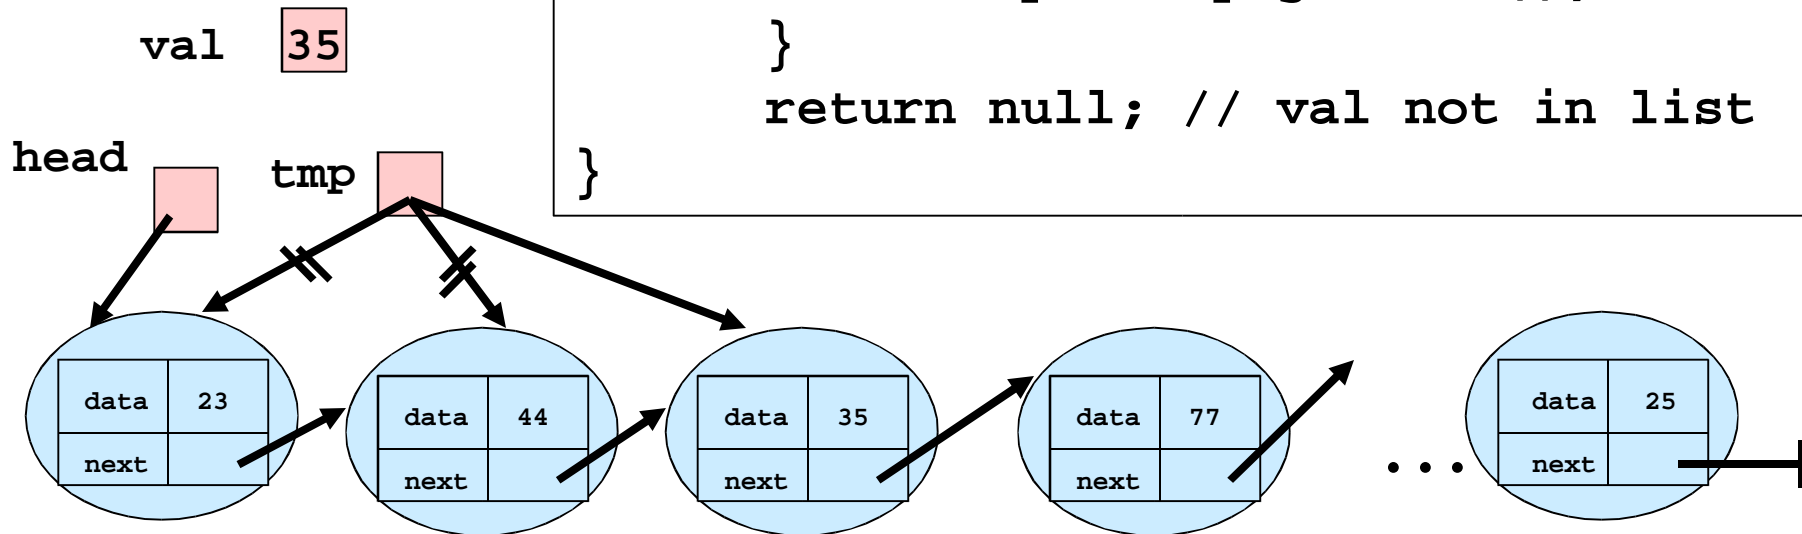 }
return null; // val not in list
}
val 35
head
tmp
data 23
next
data 44
next
data 35
next
data 77
next
...
data 25
next